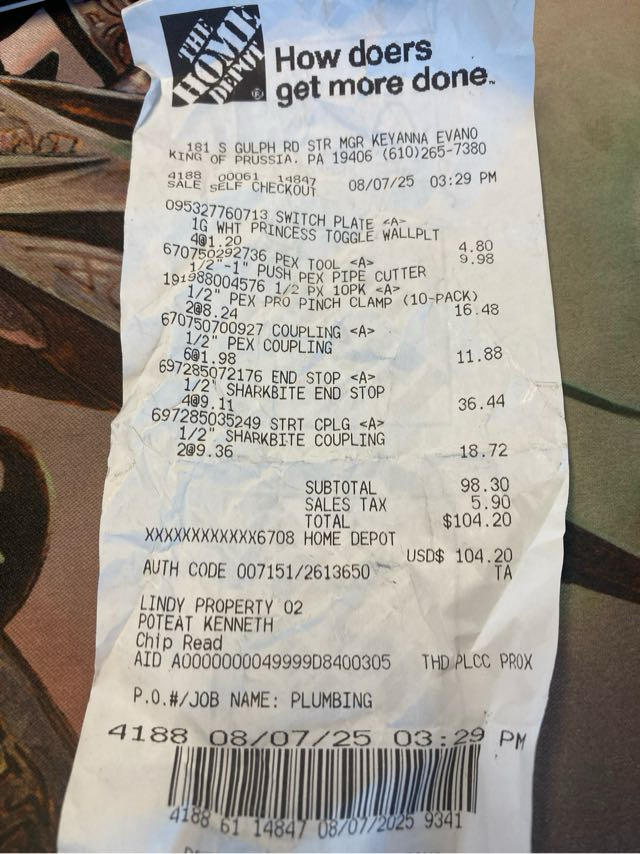 THE
HOME
DEPOT
®
How doers
get more done™
181 S GULPH RD STR MGR KEYANNA EVANO
KING OF PRUSSIA, PA 19406 (610)265-7380
4188 00061 14847 08/07/25 03:29 PM
SALE SELF CHECKOUT
095327760713 SWITCH PLATE <A>
1G WHT PRINCESS TOGGLE WALLPLT
4@1.20 4.80
670750292736 PEX TOOL <A> 9.98
1/2"-1" PUSH PEX PIPE CUTTER
191988004576 1/2 PX 10PK <A>
1/2" PEX PRO PINCH CLAMP (10-PACK)
2@8.24 16.48
670750700927 COUPLING <A>
1/2" PEX COUPLING
6@1.98 11.88
697285072176 END STOP <A>
1/2" SHARKBITE END STOP
4@9.11 36.44
697285035249 STRT CPLG <A>
1/2" SHARKBITE COUPLING
2@9.36 18.72
SUBTOTAL 98.30
SALES TAX 5.90
TOTAL $104.20
XXXXXXXXXXXX6708 HOME DEPOT
USD$ 104.20
AUTH CODE 007151/2613650 TA
LINDY PROPERTY 02
POTEAT KENNETH
Chip Read
AID A0000000049999D8400305 THD PLCC PROX
P.O.#/JOB NAME: PLUMBING
4188 08/07/25 03:29 PM
4188 61 14847 08/07/2025 9341